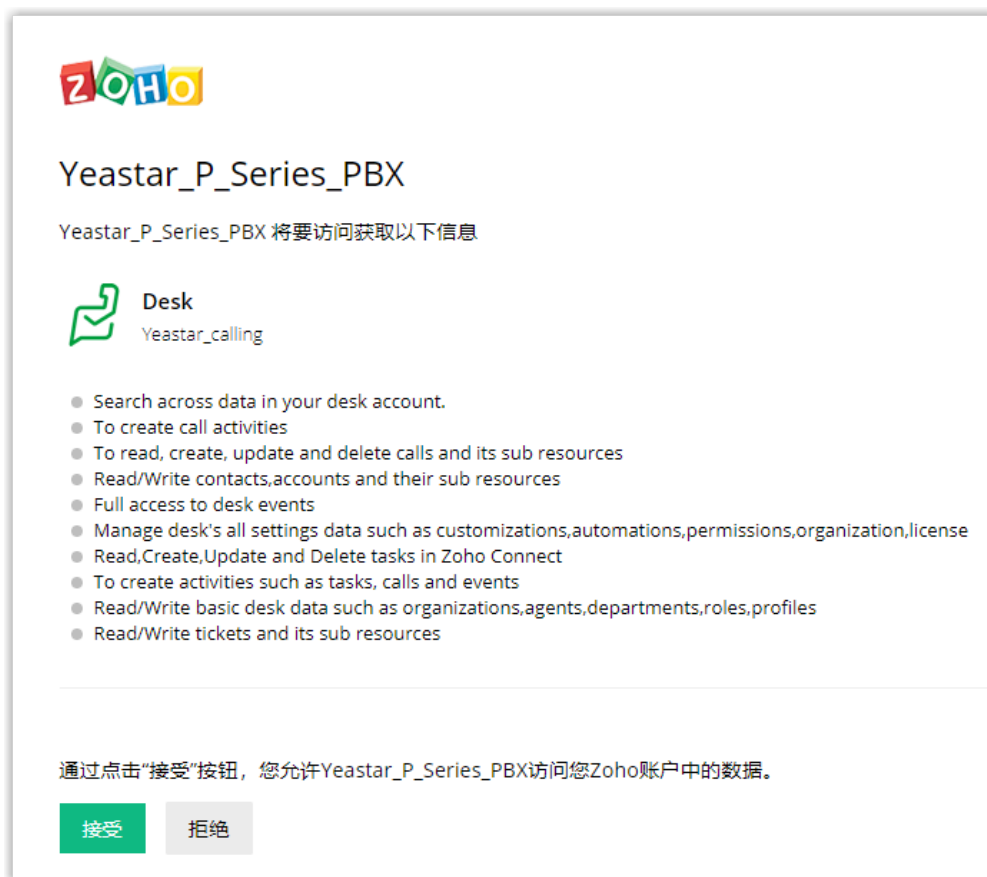 ZOHO
Yeastar_P_Series_PBX
Yeastar_P_Series_PBX 将要访问获取以下信息
Desk
Yeastar_calling
Search across data in your desk account.
To create call activities
To read, create, update and delete calls and its sub resources
Read/Write contacts,accounts and their sub resources
Full access to desk events
Manage desk's all settings data such as customizations,automations,permissions,organization,license
Read,Create,Update and Delete tasks in Zoho Connect
To create activities such as tasks, calls and events
Read/Write basic desk data such as organizations,agents,departments,roles,profiles
Read/Write tickets and its sub resources
通过点击“接受”按钮，您允许Yeastar_P_Series_PBX访问您Zoho账户中的数据。
接受 拒绝